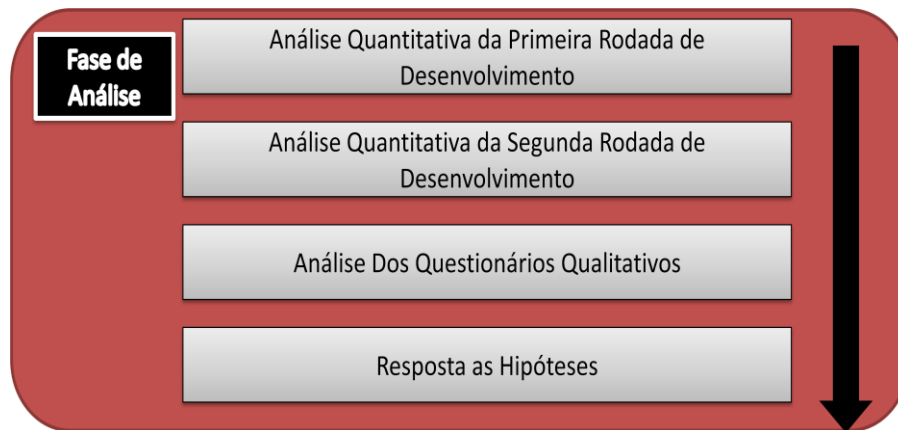 Fase de
Análise
Análise Quantitativa da Primeira Rodada de
Desenvolvimento
Análise Quantitativa da Segunda Rodada de
Desenvolvimento
Análise Dos Questionários Qualitativos
Resposta as Hipóteses